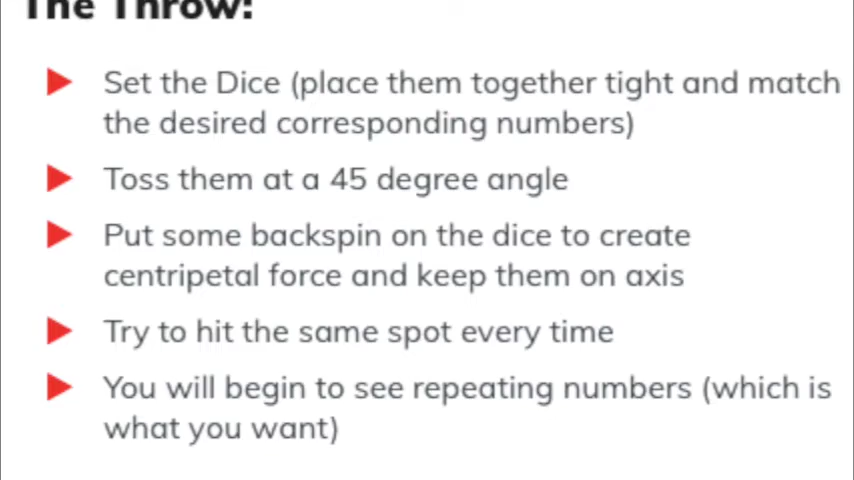 The Throw:
Set the Dice (place them together tight and match
the desired corresponding numbers)
Toss them at a 45 degree angle
Put some backspin on the dice to create
centripetal force and keep them on axis
Try to hit the same spot every time
You will begin to see repeating numbers (which is
what you want)